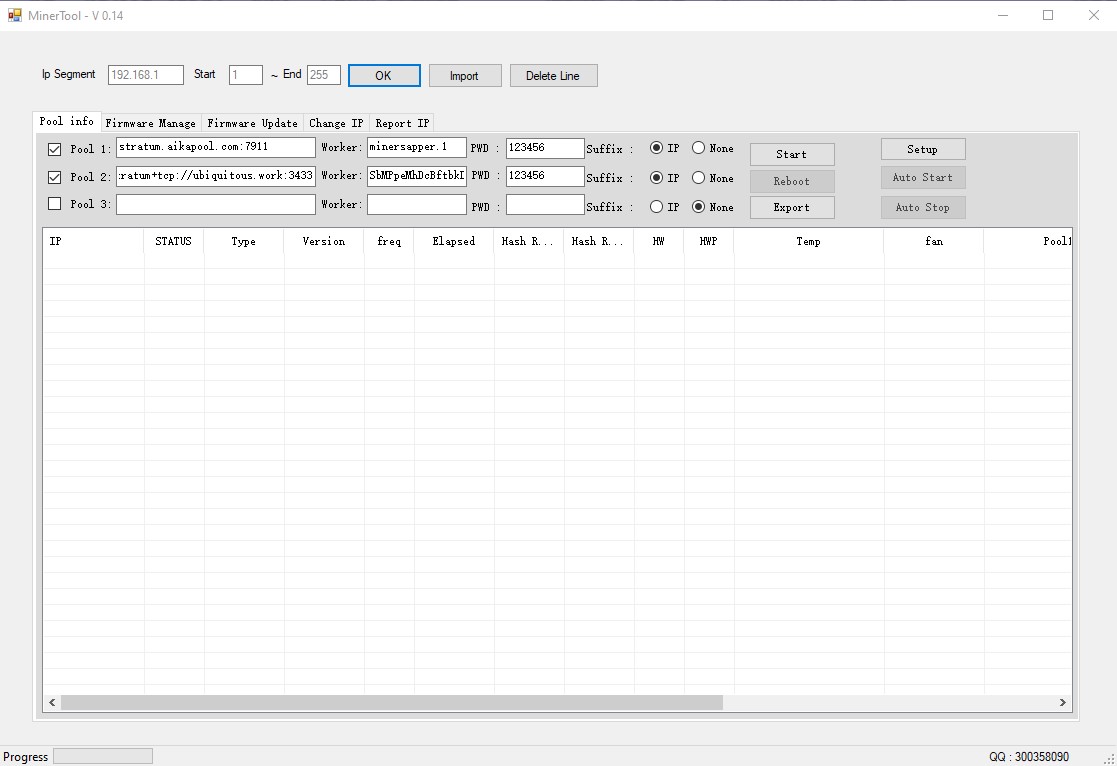 MinerTool - V 0.14
Ip Segment 192.168.1 Start 1 ~ End 255 OK Import Delete Line
Pool info Firmware Manage Firmware Update Change IP Report IP
Pool 1: stratum.aikapool.com:7911 Worker: minersapper.1 PWD : 123456 Suffix : IP None Start Setup
Pool 2: :ratum+tcp://ubiquitous.work:3433 Worker: SbMPpeMhDcBftbkI PWD : 123456 Suffix : IP None Reboot Auto Start
Pool 3: Worker: PWD : Suffix : IP None Export Auto Stop
IP STATUS Type Version freq Elapsed Hash R... Hash R... HW HWP Temp fan Pool1
Progress QQ : 300358090